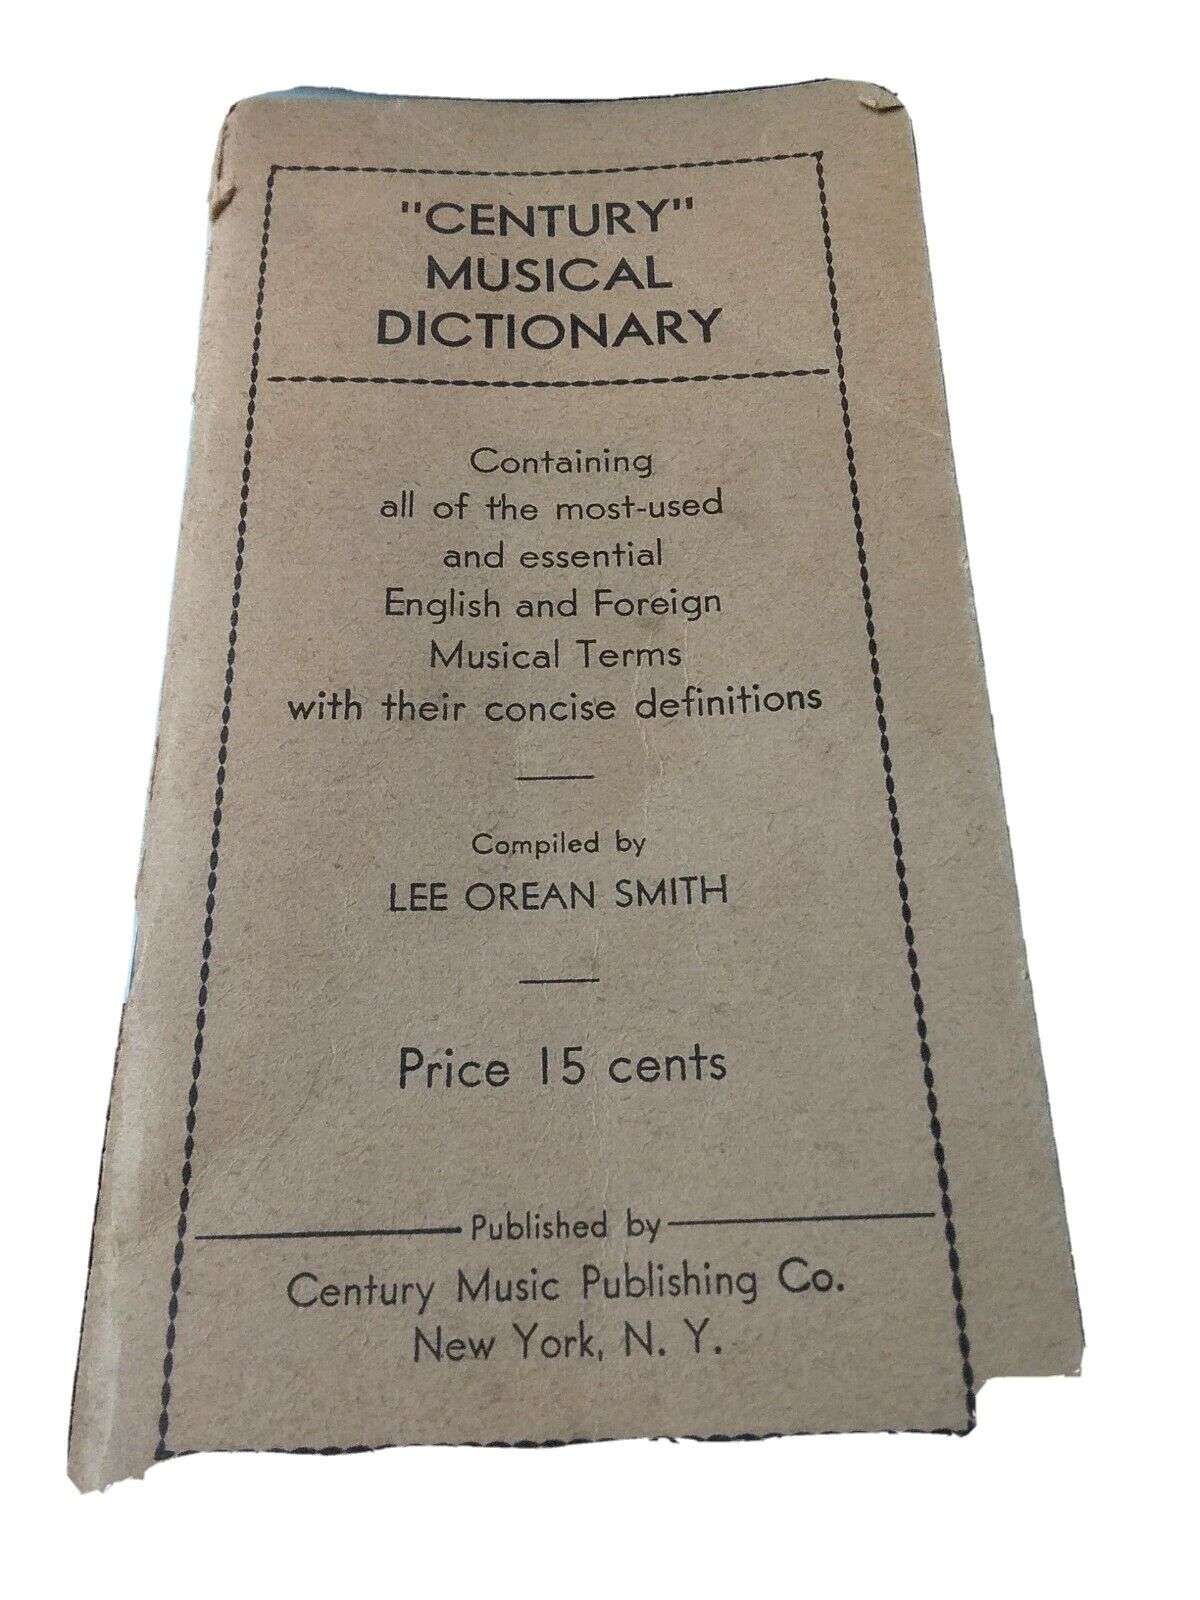 "CENTURY"
MUSICAL
DICTIONARY
Containing
all of the most-used
and essential
English and Foreign
Musical Terms
with their concise definitions
Compiled by
LEE OREAN SMITH
Price 15 cents
Published by
Century Music Publishing Co.
New York, N. Y.